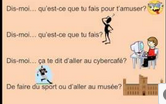 Dis-moi... qu'est-ce que tu fais pour t'amuser?
Dis-moi... qu'est-ce que tu fais?
Dis-moi... ça te dit d'aller au cybercafé?
De faire du sport ou d'aller au musée?